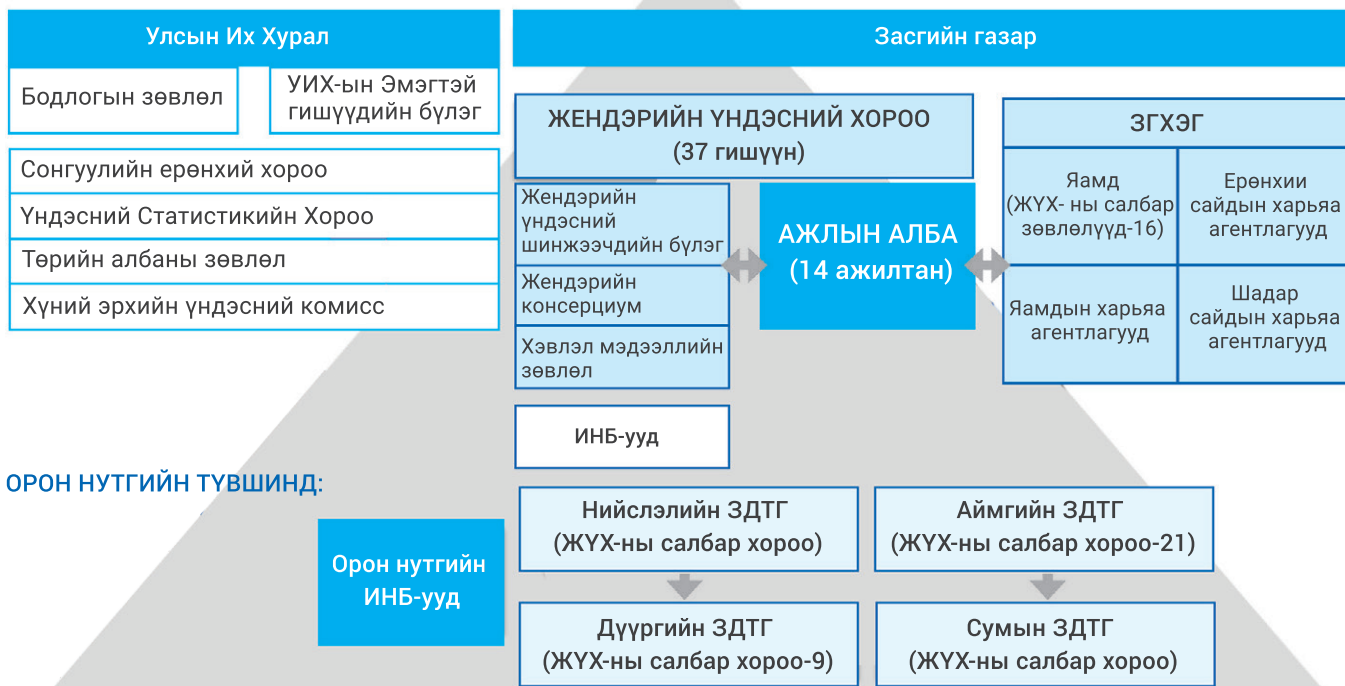 Улсын Их Хурал
Засгийн газар
Бодлогын зөвлөл
УИХ-ын Эмэгтэй
гишүүдийн бүлэг
Сонгуулийн ерөнхий хороо
Үндэсний Статистикийн Хороо
Төрийн албаны зөвлөл
Хүний эрхийн үндэсний комисс
ЖЕНДЭРИЙН ҮНДЭСНИЙ ХОРОО
(37 гишүүн)
Жендэрийн
үндэсний
шинжээчдийн бүлэг
Жендэрийн
консерциум
Хэвлэл мэдээллийн
зөвлөл
АЖЛЫН АЛБА
(14 ажилтан)
ЗГХЭГ
Яамд
(ЖҮХ- ны салбар
зөвлөлүүд-16)
Ерөнхии
сайдын харьяа
агентлагууд
Яамдын харьяа
агентлагууд
Шадар
сайдын харьяа
агентлагууд
ИНБ-ууд
ОРОН НУТГИЙН ТҮВШИНД:
Орон нутгийн
ИНБ-ууд
Нийслэлийн ЗДТГ
(ЖҮХ-ны салбар хороо)
Аймгийн ЗДТГ
(ЖҮХ-ны салбар хороо-21)
Дүүргийн ЗДТГ
(ЖҮХ-ны салбар хороо-9)
Сумын ЗДТГ
(ЖҮХ-ны салбар хороо)